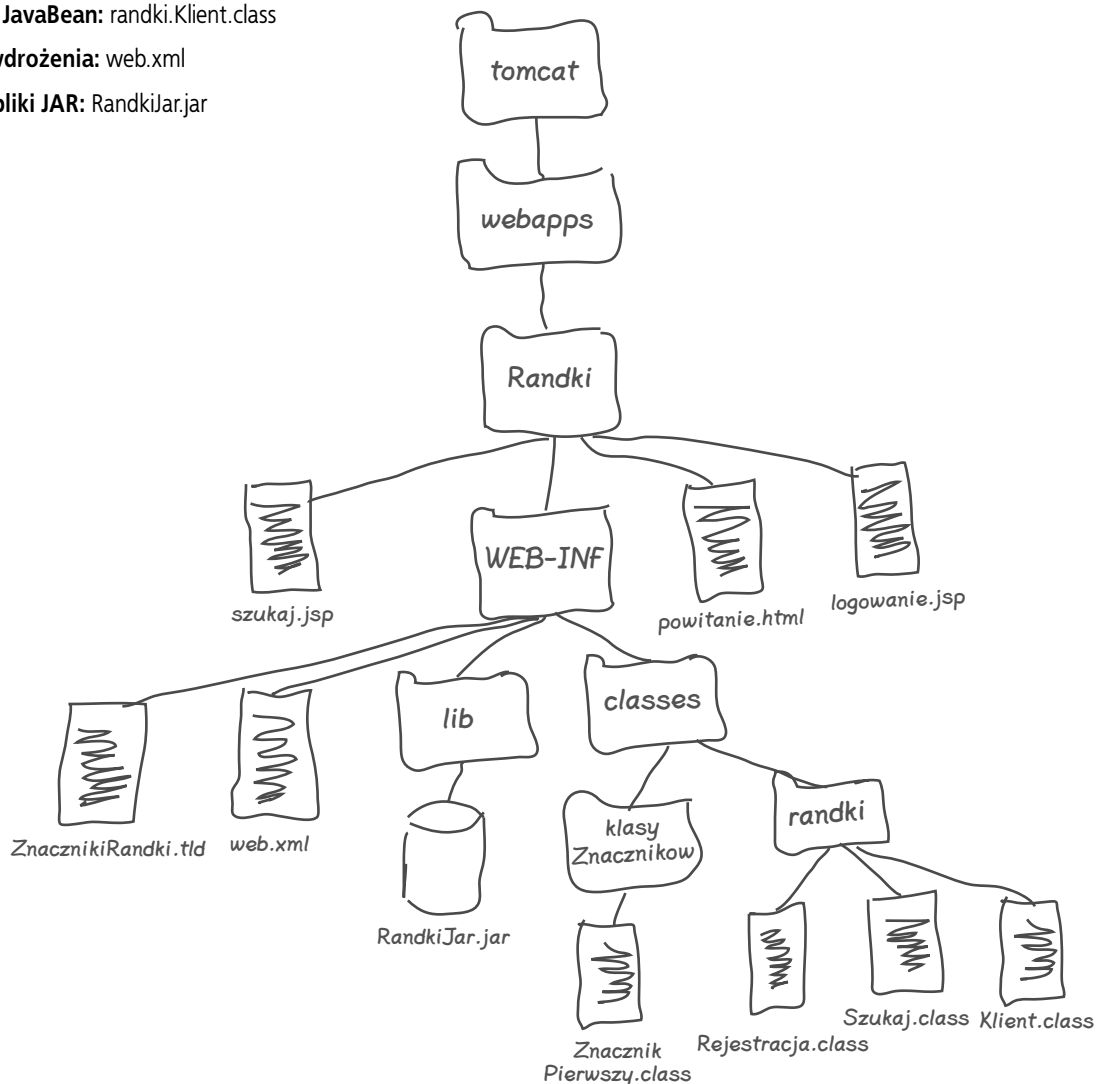 JavaBean: randki.Klient.class
wdrożenia: web.xml
pliki JAR: RandkiJar.jar
tomcat
webapps
Randki
szukaj.jsp
WEB-INF
powitanie.html
logowanie.jsp
ZnacznikiRandki.tld
web.xml
lib
classes
RandkiJar.jar
klasy
Znacznikow
randki
Znacznik
Pierwszy.class
Rejestracja.class
Szukaj.class
Klient.class